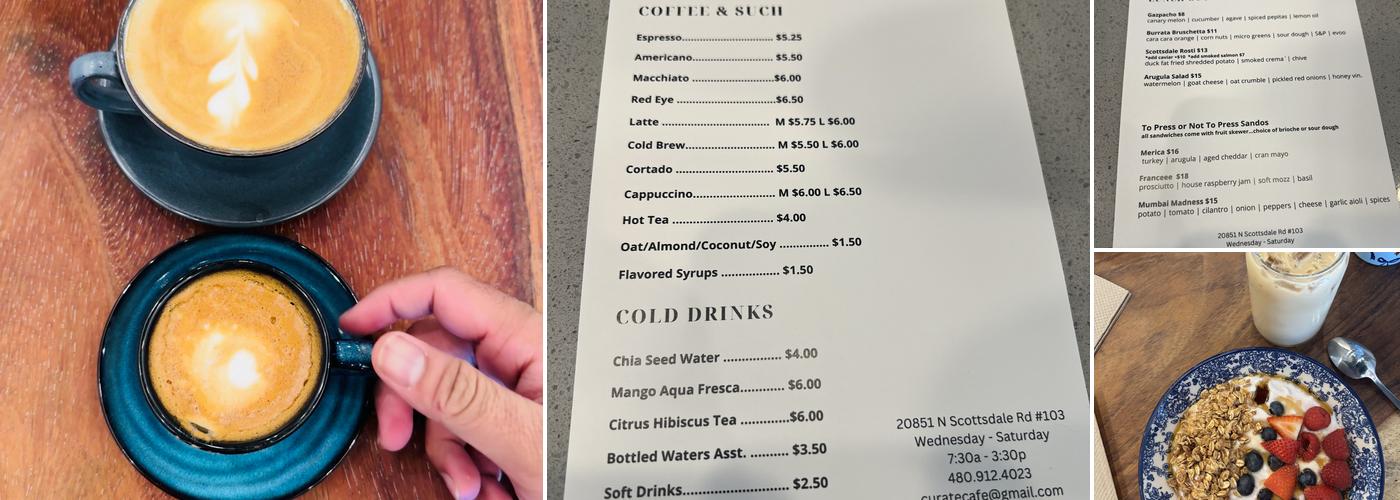 COFFEE & SUCH
Espresso.................... $5.25
Americano.................. $5.50
Macchiato ..................$6.00
Red Eye .....................$6.50
Latte ....................... M $5.75 L $6.00
Cold Brew................. M $5.50 L $6.00
Cortado .................. $5.50
Cappuccino............... M $6.00 L $6.50
Hot Tea .................. $4.00
Oat/Almond/Coconut/Soy ............ $1.50
Flavored Syrups .............. $1.50
COLD DRINKS
Chia Seed Water ............. $4.00
Mango Aqua Fresca........... $6.00
Citrus Hibiscus Tea ............$6.00
Bottled Waters Asst. .......... $3.50
Soft Drinks..................... $2.50
20851 N Scottsdale Rd #103
Wednesday - Saturday
7:30a - 3:30p
480.912.4023
curatecafe@gmail.com
Gazpacho $8
canary melon | cucumber | agave | spiced pepitas | lemon oil
Burrata Bruschetta $11
cara cara orange | corn nuts | micro greens | sour dough | S&P | evoo
Scottsdale Rosti $13
*add caviar +$10 *add smoked salmon $7
duck fat fried shredded potato | smoked crema | chive
Arugula Salad $15
watermelon | goat cheese | oat crumble | pickled red onions | honey vin.
To Press or Not To Press Sandos
all sandwiches come with fruit skewer...choice of brioche or sour dough
Merica $16
turkey | arugula | aged cheddar | cran mayo
Franceee $18
prosciutto | house raspberry jam | soft mozz | basil
Mumbai Madness $15
potato | tomato | cilantro | onion | peppers | cheese | garlic aioli | spices
20851 N Scottsdale Rd #103
Wednesday - Saturday